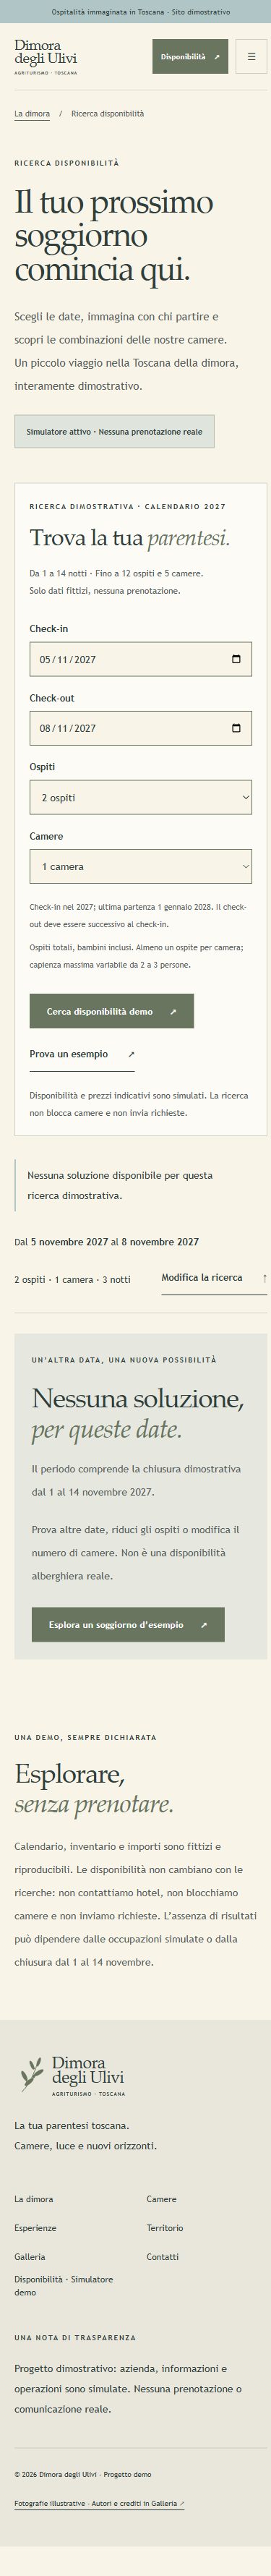 Ospitalità immaginata in Toscana · Sito dimostrativo
Dimora
degli Ulivi
AGRITURISMO · TOSCANA
Disponibilità ↗
☰
La dimora / Ricerca disponibilità
RICERCA DISPONIBILITÀ
Il tuo prossimo
soggiorno
comincia qui.
Scegli le date, immagina con chi partire e
scopri le combinazioni delle nostre camere.
Un piccolo viaggio nella Toscana della dimora,
interamente dimostrativo.
Simulatore attivo · Nessuna prenotazione reale
RICERCA DIMOSTRATIVA · CALENDARIO 2027
Trova la tua parentesi.
Da 1 a 14 notti · Fino a 12 ospiti e 5 camere.
Solo dati fittizi, nessuna prenotazione.
Check-in
05/11/2027
Check-out
08/11/2027
Ospiti
2 ospiti
Camere
1 camera
Check-in nel 2027; ultima partenza 1 gennaio 2028. Il check-
out deve essere successivo al check-in.
Ospiti totali, bambini inclusi. Almeno un ospite per camera;
capienza massima variabile da 2 a 3 persone.
Cerca disponibilità demo ↗
Prova un esempio ↗
Disponibilità e prezzi indicativi sono simulati. La ricerca
non blocca camere e non invia richieste.
Nessuna soluzione disponibile per questa
ricerca dimostrativa.
Dal 5 novembre 2027 al 8 novembre 2027
2 ospiti · 1 camera · 3 notti
Modifica la ricerca ↑
UN'ALTRA DATA, UNA NUOVA POSSIBILITÀ
Nessuna soluzione,
per queste date.
Il periodo comprende la chiusura dimostrativa
dal 1 al 14 novembre 2027.
Prova altre date, riduci gli ospiti o modifica il
numero di camere. Non è una disponibilità
alberghiera reale.
Esplora un soggiorno d'esempio ↗
UNA DEMO, SEMPRE DICHIARATA
Esplorare,
senza prenotare.
Calendario, inventario e importi sono fittizi e
riproducibili. Le disponibilità non cambiano con le
ricerche: non contattiamo hotel, non blocchiamo
camere e non inviamo richieste. L'assenza di risultati
può dipendere dalle occupazioni simulate o dalla
chiusura dal 1 al 14 novembre.
Dimora
degli Ulivi
AGRITURISMO · TOSCANA
La tua parentesi toscana.
Camere, luce e nuovi orizzonti.
La dimora
Camere
Esperienze
Territorio
Galleria
Contatti
Disponibilità · Simulatore
demo
UNA NOTA DI TRASPARENZA
Progetto dimostrativo: azienda, informazioni e
operazioni sono simulate. Nessuna prenotazione o
comunicazione reale.
© 2026 Dimora degli Ulivi · Progetto demo
Fotografie illustrative · Autori e crediti in Galleria ↗